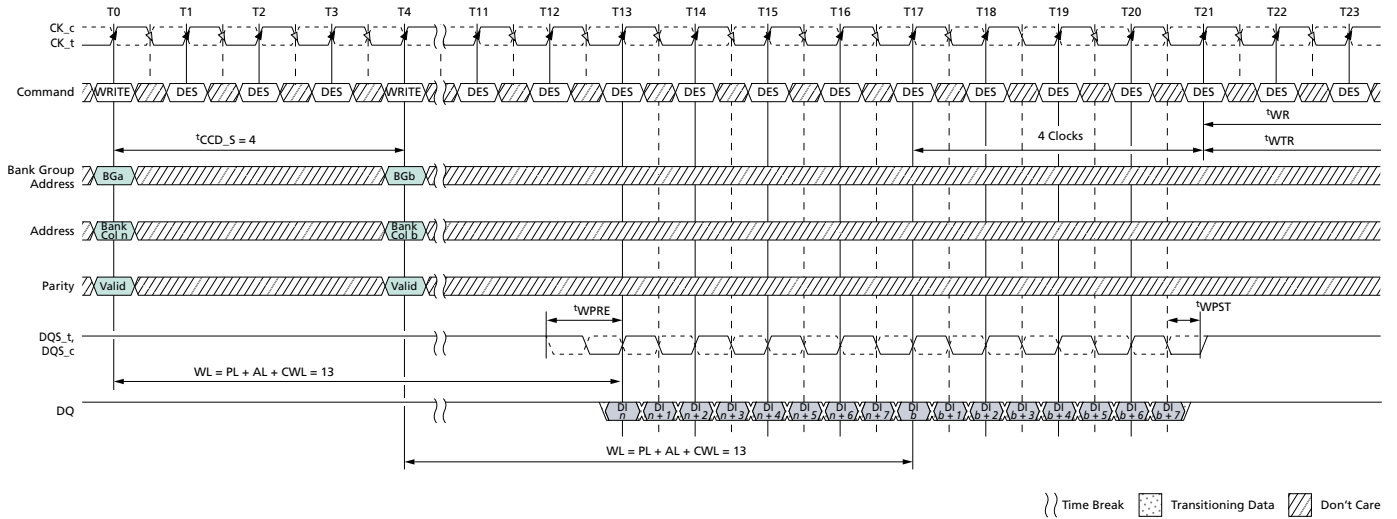 T0 T1 T2 T3 T4 T11 T12 T13 T14 T15 T16 T17 T18 T19 T20 T21 T22 T23
CK_c
CK_t
Command WRITE DES DES DES WRITE DES DES DES DES DES DES DES DES DES DES DES DES DES
tWR
tCCD_S = 4 4 Clocks tWTR
Bank Group
Address BGa BGb
Address Bank
Col n Bank
Col b
Parity Valid Valid
tWPRE tWPST
DQS_t,
DQS_c
WL = PL + AL + CWL = 13
DQ DI
n DI
n + 1 DI
n + 2 DI
n + 3 DI
n + 4 DI
n + 5 DI
n + 6 DI
n + 7 DI
b DI
b + 1 DI
b + 2 DI
b + 3 DI
b + 4 DI
b + 5 DI
b + 6 DI
b + 7
WL = PL + AL + CWL = 13
Time Break Transitioning Data Don't Care